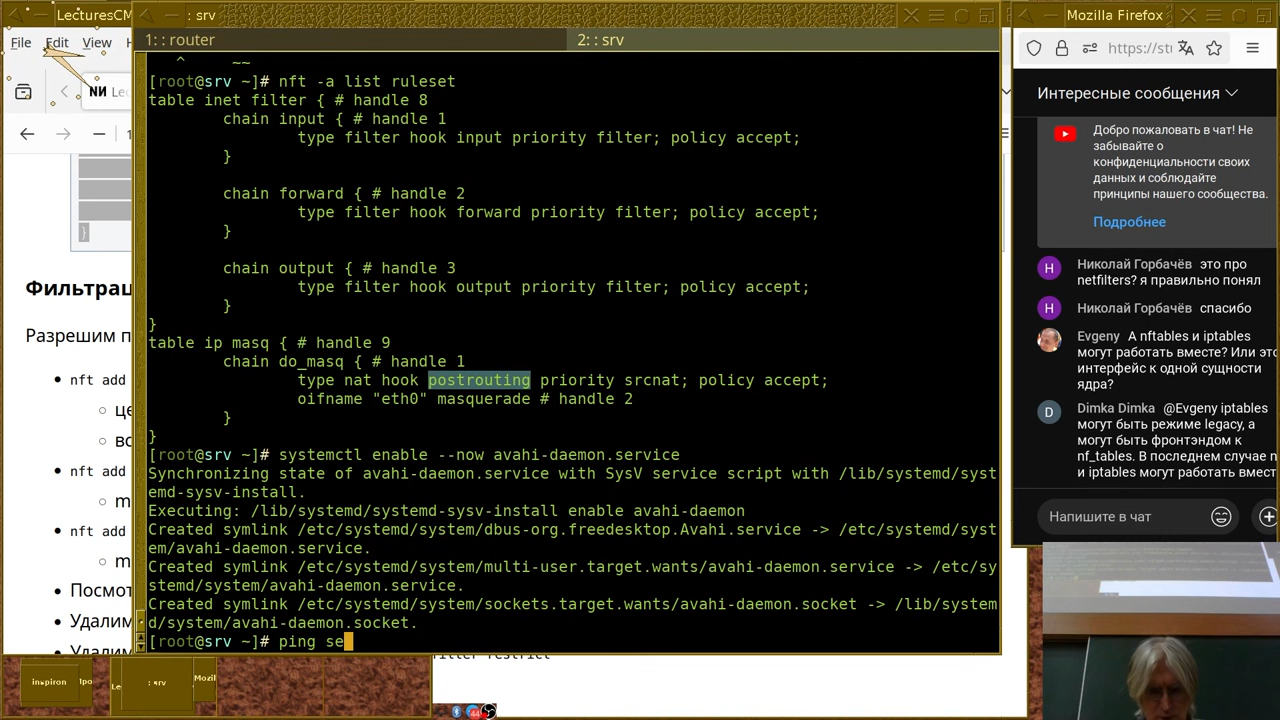 LecturesCM
: srv
Mozilla Firefox
File Edit View
1: : router
2: : srv
https://stu
Lec
1
^ ~~
[root@srv ~]# nft -a list ruleset
table inet filter { # handle 8
chain input { # handle 1
type filter hook input priority filter; policy accept;
}
chain forward { # handle 2
type filter hook forward priority filter; policy accept;
}
chain output { # handle 3
type filter hook output priority filter; policy accept;
}
}
table ip masq { # handle 9
chain do_masq { # handle 1
type nat hook postrouting priority srcnat; policy accept;
oifname "eth0" masquerade # handle 2
}
}
[root@srv ~]# systemctl enable --now avahi-daemon.service
Synchronizing state of avahi-daemon.service with SysV service script with /lib/systemd/syst
emd-sysv-install.
Executing: /lib/systemd/systemd-sysv-install enable avahi-daemon
Created symlink /etc/systemd/system/dbus-org.freedesktop.Avahi.service -> /etc/systemd/syst
em/avahi-daemon.service.
Created symlink /etc/systemd/system/multi-user.target.wants/avahi-daemon.service -> /etc/sy
stemd/system/avahi-daemon.service.
Created symlink /etc/systemd/system/sockets.target.wants/avahi-daemon.socket -> /lib/system
d/system/avahi-daemon.socket.
[root@srv ~]# ping se
}
Фильтрац
Разрешим п
nft add
це
вс
nft add
m
nft add
m
Посмот
Удалим
Удалим
Интересные сообщения
Добро пожаловать в чат! Не
забывайте о
конфиденциальности своих
данных и соблюдайте
принципы нашего сообщества.
Подробнее
Николай Горбачёв это про
netfilters? я правильно понял
Николай Горбачёв спасибо
Evgeny А nftables и iptables
могут работать вместе? Или это
интерфейс к одной сущности
ядра?
Dimka Dimka @Evgeny iptables
могут быть режиме legacy, а
могут быть фронтэндом к
nf_tables. В последнем случае n
и iptables могут работать вмест
Напишите в чат
inspiron
: srv
Mozil
filter restrict
44